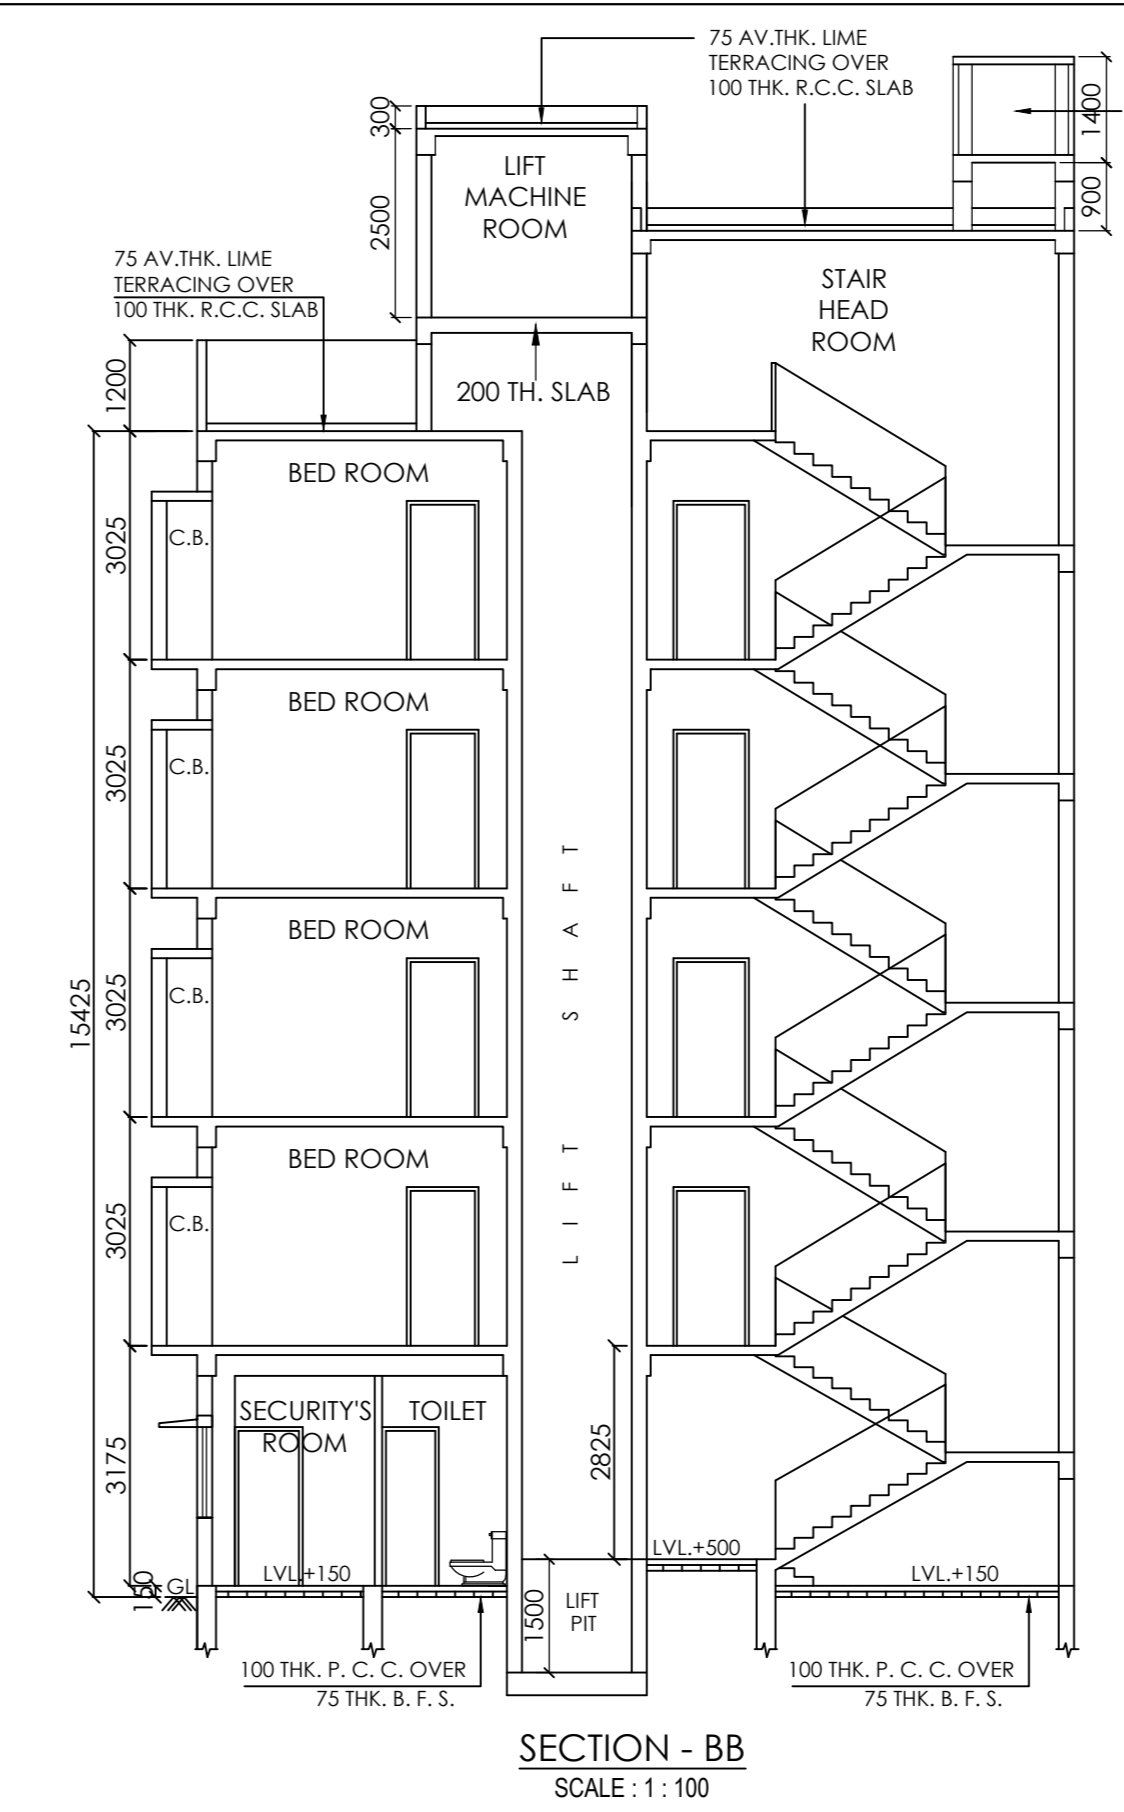 75 AV.THK. LIME
TERRACING OVER
100 THK. R.C.C. SLAB
300
1400
LIFT
MACHINE
ROOM
2500
900
75 AV.THK. LIME
TERRACING OVER
100 THK. R.C.C. SLAB
STAIR
HEAD
ROOM
1200
200 TH. SLAB
BED ROOM
C.B.
3025
BED ROOM
C.B.
3025
BED ROOM
C.B.
3025
15425
LIFT SHAFT
BED ROOM
C.B.
3025
SECURITY'S
ROOM
TOILET
3175
2825
LVL.+500
LVL.+150
LVL.+150
GL
150
1500
LIFT
PIT
100 THK. P. C. C. OVER
75 THK. B. F. S.
100 THK. P. C. C. OVER
75 THK. B. F. S.
SECTION - BB
SCALE : 1 : 100